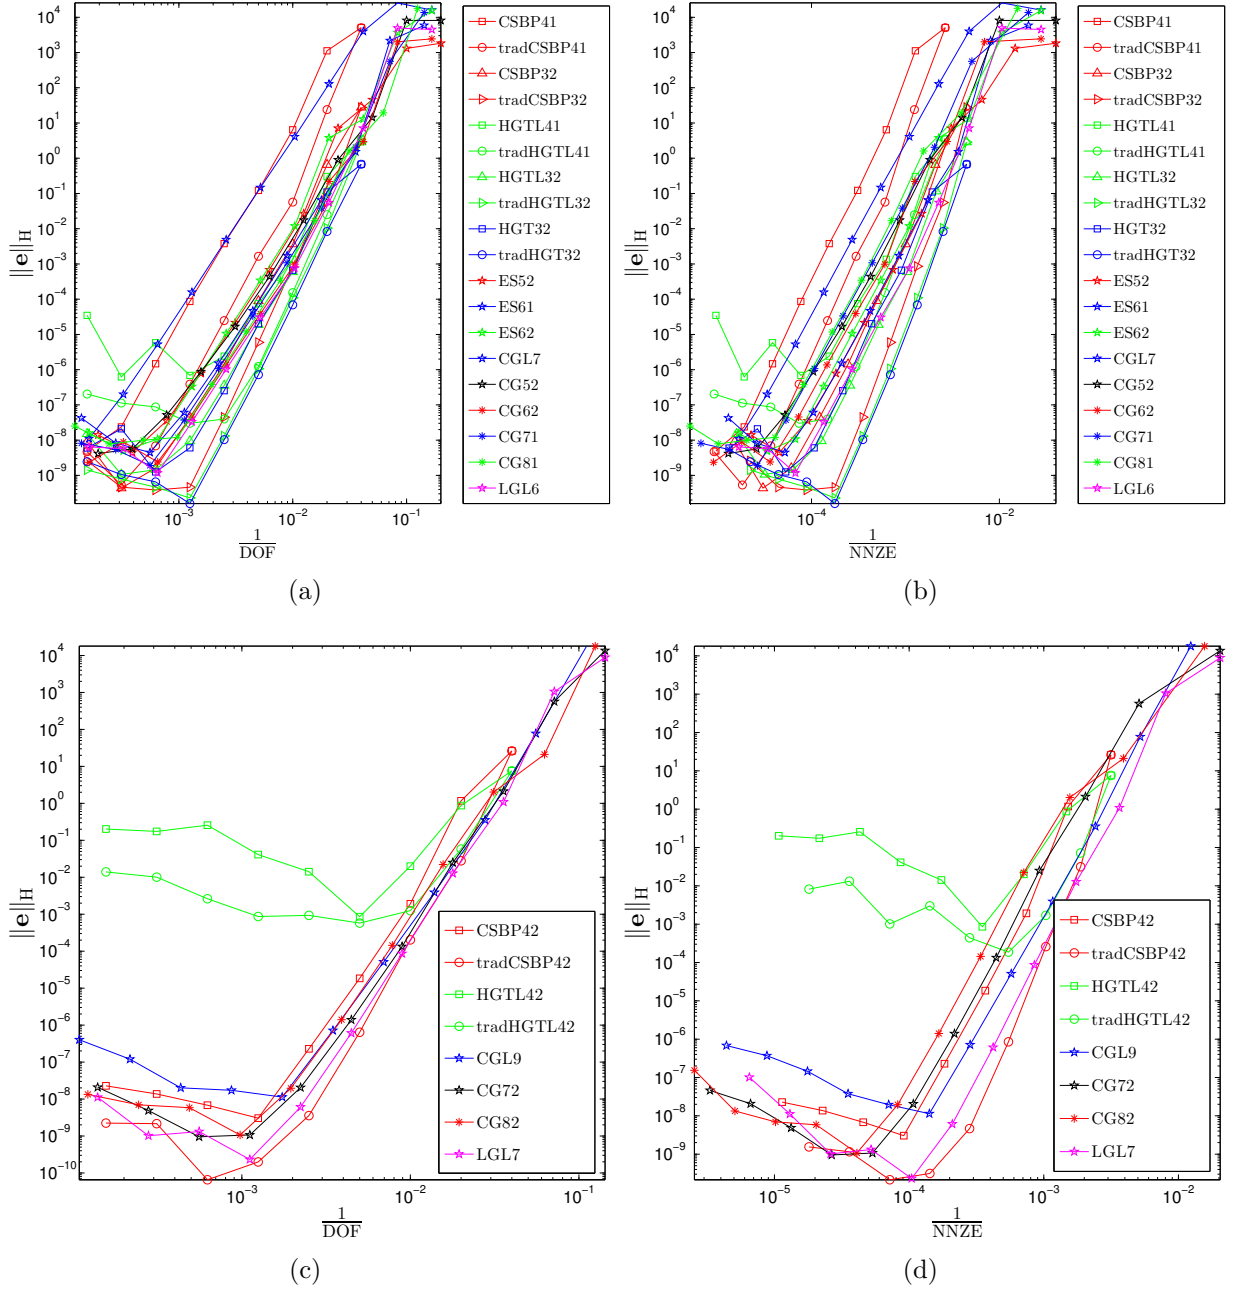 10^4
10^3
10^2
10^1
10^0
10^-1
10^-2
10^-3
10^-4
10^-5
10^-6
10^-7
10^-8
10^-9
‖e‖_H
10^-3
10^-2
10^-1
1
DOF
CSBP41
tradCSBP41
CSBP32
tradCSBP32
HGTL41
tradHGTL41
HGTL32
tradHGTL32
HGT32
tradHGT32
ES52
ES61
ES62
CGL7
CG52
CG62
CG71
CG81
LGL6
(a)
10^4
10^3
10^2
10^1
10^0
10^-1
10^-2
10^-3
10^-4
10^-5
10^-6
10^-7
10^-8
10^-9
‖e‖_H
10^-4
10^-2
1
NNZE
CSBP41
tradCSBP41
CSBP32
tradCSBP32
HGTL41
tradHGTL41
HGTL32
tradHGTL32
HGT32
tradHGT32
ES52
ES61
ES62
CGL7
CG52
CG62
CG71
CG81
LGL6
(b)
10^4
10^3
10^2
10^1
10^0
10^-1
10^-2
10^-3
10^-4
10^-5
10^-6
10^-7
10^-8
10^-9
10^-10
‖e‖_H
10^-3
10^-2
10^-1
1
DOF
CSBP42
tradCSBP42
HGTL42
tradHGTL42
CGL9
CG72
CG82
LGL7
(c)
10^4
10^3
10^2
10^1
10^0
10^-1
10^-2
10^-3
10^-4
10^-5
10^-6
10^-7
10^-8
10^-9
‖e‖_H
10^-5
10^-4
10^-3
10^-2
1
NNZE
CSBP42
tradCSBP42
HGTL42
tradHGTL42
CGL9
CG72
CG82
LGL7
(d)